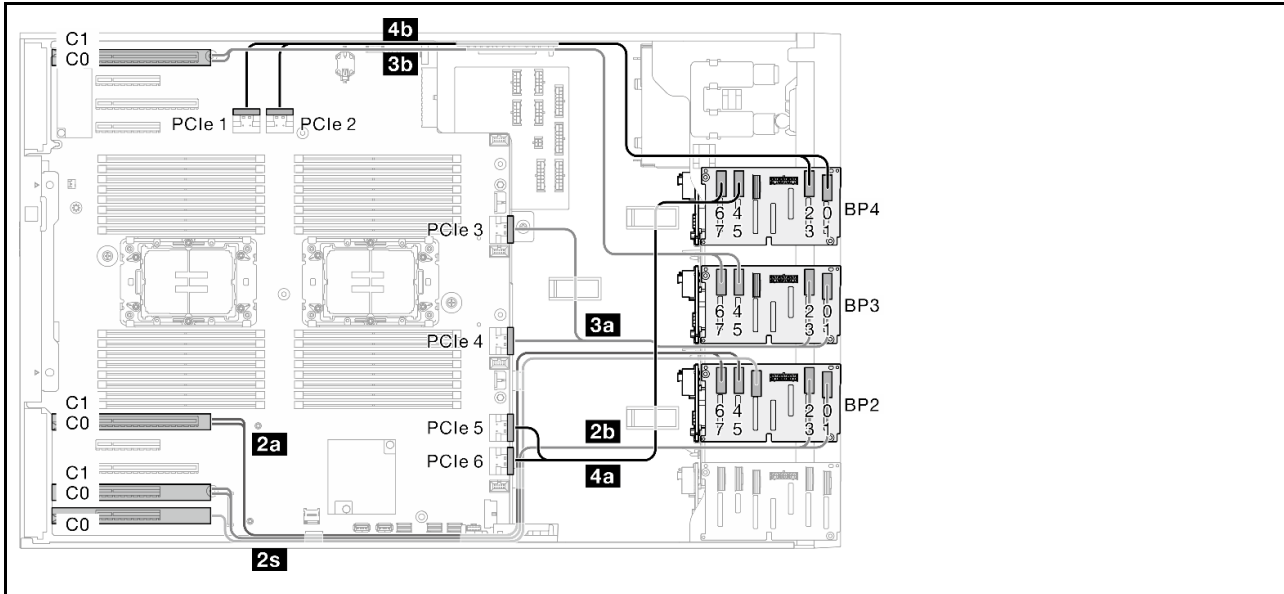 4b
C1
C0
3b
PCIe 1
PCIe 2
6 4 2 0
BP4
7 5 3 1
PCIe 3
6 4 2 0
BP3
7 5 3 1
3a
PCIe 4
C1
C0
6 4 2 0
BP2
7 5 3 1
PCIe 5
2b
2a
PCIe 6
4a
C1
C0
C0
2s